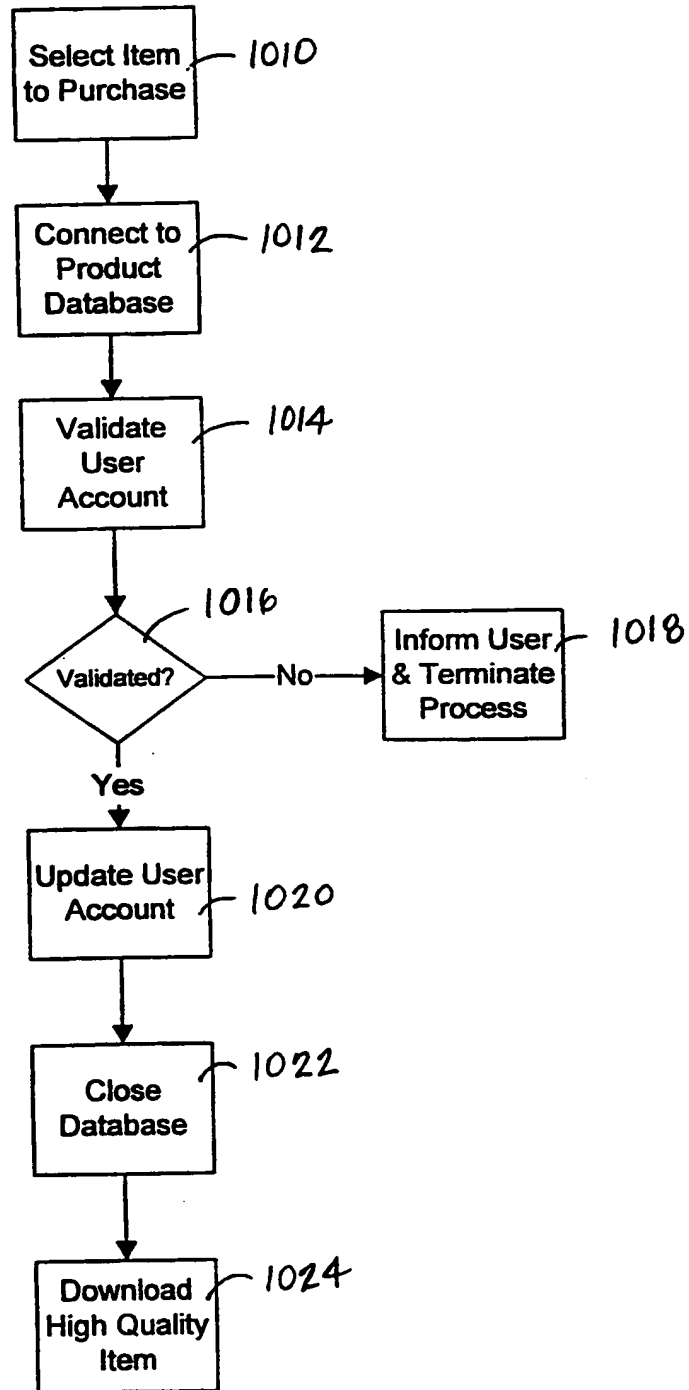 Select Item
to Purchase
1010
Connect to
Product
Database
1012
Validate
User
Account
1014
Validated?
1016
No
Inform User
& Terminate
Process
1018
Yes
Update User
Account
1020
Close
Database
1022
Download
High Quality
Item
1024